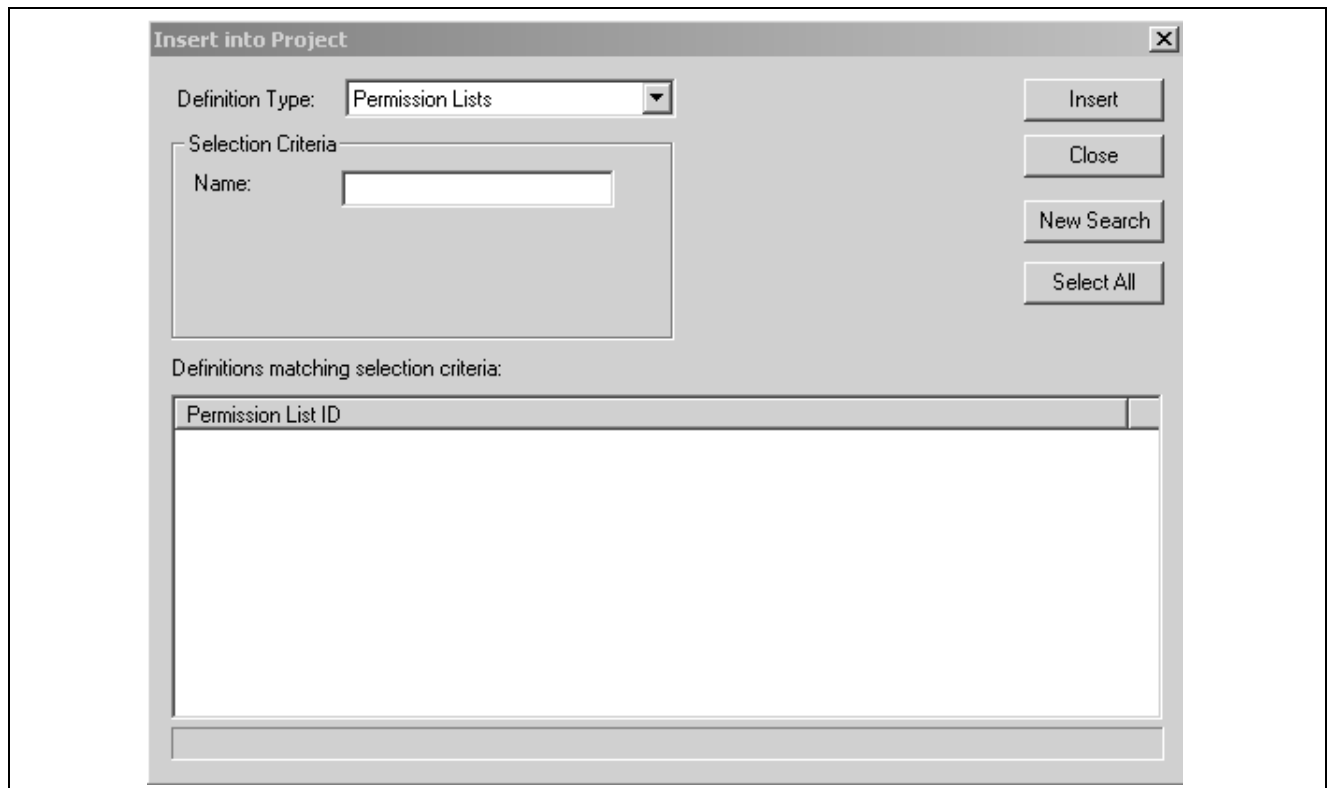 Insert into Project
Definition Type: Permission Lists
Insert
Selection Criteria
Close
Name:
New Search
Select All
Definitions matching selection criteria:
Permission List ID